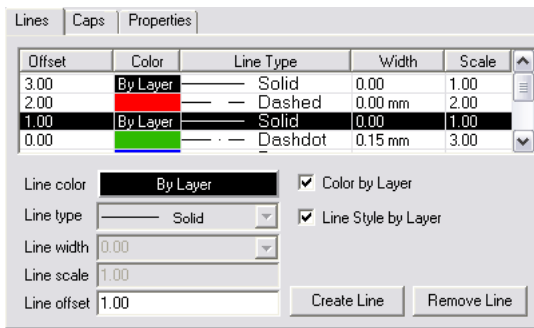 Lines Caps Properties
Offset Color Line Type Width Scale
3.00 By Layer Solid 0.00 1.00
2.00 Dashed 0.00 mm 2.00
1.00 By Layer Solid 0.00 1.00
0.00 Dashdot 0.15 mm 3.00
Line color By Layer Color by Layer
Line type Solid Line Style by Layer
Line width 0.00
Line scale 1.00
Line offset 1.00 Create Line Remove Line